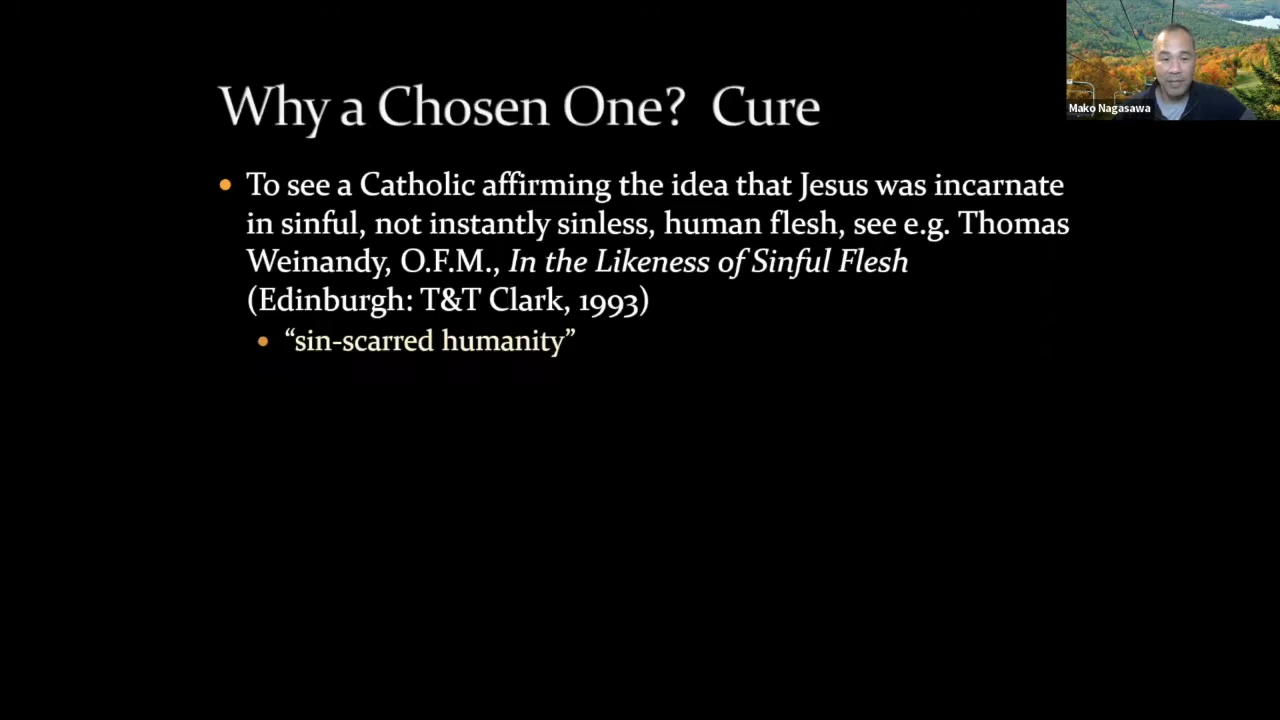 Why a Chosen One?  Cure
Mako Nagasawa
To see a Catholic affirming the idea that Jesus was incarnate
in sinful, not instantly sinless, human flesh, see e.g. Thomas
Weinandy, O.F.M., In the Likeness of Sinful Flesh
(Edinburgh: T&T Clark, 1993)
“sin-scarred humanity”